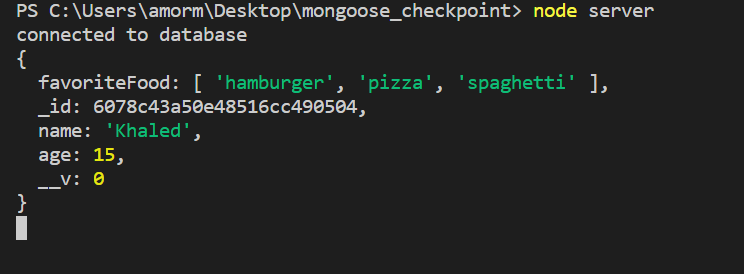 PS C:\Users\amorm\Desktop\mongoose_checkpoint> node server
connected to database
{
  favoriteFood: [ 'hamburger', 'pizza', 'spaghetti' ],
  _id: 6078c43a50e48516cc490504,
  name: 'Khaled',
  age: 15,
  __v: 0
}